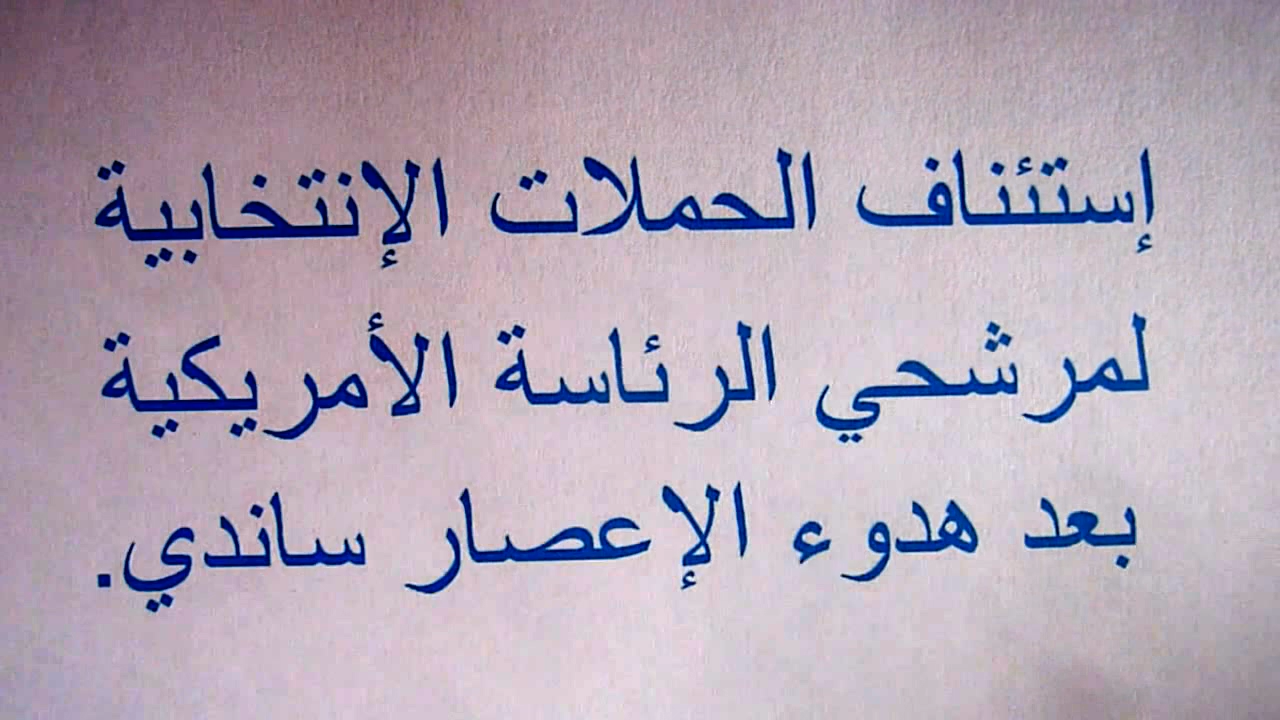 إستئناف الحملات الإنتخابية
لمرشحي الرئاسة الأمريكية
بعد هدوء الإعصار ساندي.